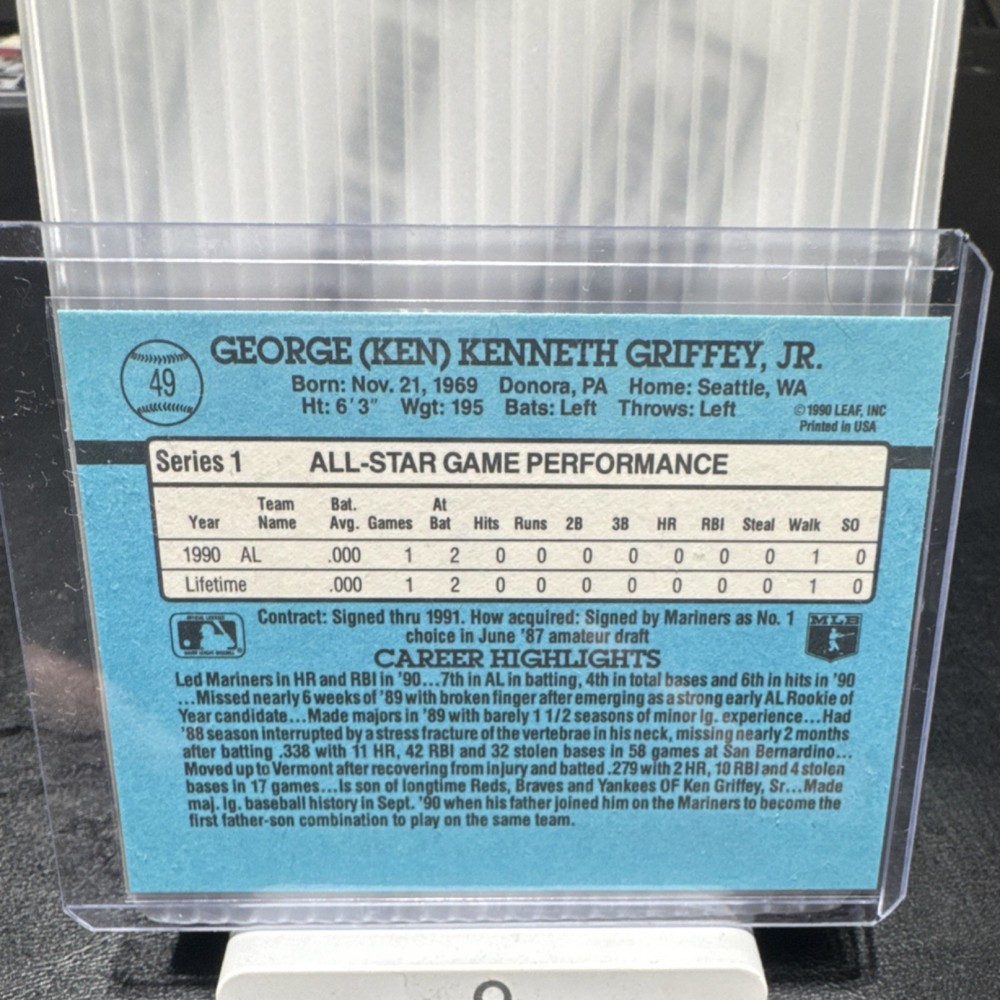 GEORGE (KEN) KENNETH GRIFFEY, JR.
49
Born: Nov. 21, 1969 Donora, PA Home: Seattle, WA
Ht: 6'3" Wgt: 195 Bats: Left Throws: Left
© 1990 LEAF, INC
Printed in USA
Series 1 ALL-STAR GAME PERFORMANCE
Year Team Name Bat. Avg. Games At Bat Hits Runs 2B 3B HR RBI Steal Walk SO
1990 AL .000 1 2 0 0 0 0 0 0 0 1 0
Lifetime .000 1 2 0 0 0 0 0 0 0 1 0
Contract: Signed thru 1991. How acquired: Signed by Mariners as No. 1
choice in June '87 amateur draft
MLB
CAREER HIGHLIGHTS
Led Mariners in HR and RBI in '90...7th in AL in batting, 4th in total bases and 6th in hits in '90
...Missed nearly 6 weeks of '89 with broken finger after emerging as a strong early AL Rookie of
Year candidate...Made majors in '89 with barely 1 1/2 seasons of minor lg. experience...Had
'88 season interrupted by a stress fracture of the vertebrae in his neck, missing nearly 2 months
after batting .338 with 11 HR, 42 RBI and 32 stolen bases in 58 games at San Bernardino...
Moved up to Vermont after recovering from injury and batted .279 with 2 HR, 10 RBI and 4 stolen
bases in 17 games...Is son of longtime Reds, Braves and Yankees OF Ken Griffey, Sr...Made
maj. lg. baseball history in Sept. '90 when his father joined him on the Mariners to become the
first father-son combination to play on the same team.